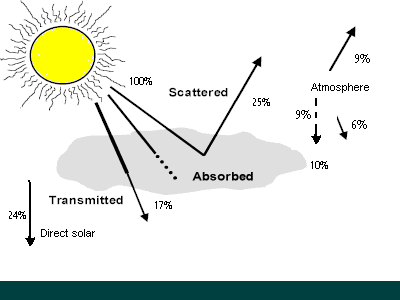 9%
100%
Scattered
Atmosphere
25%
9%
6%
10%
Absorbed
Transmitted
17%
24%
Direct solar